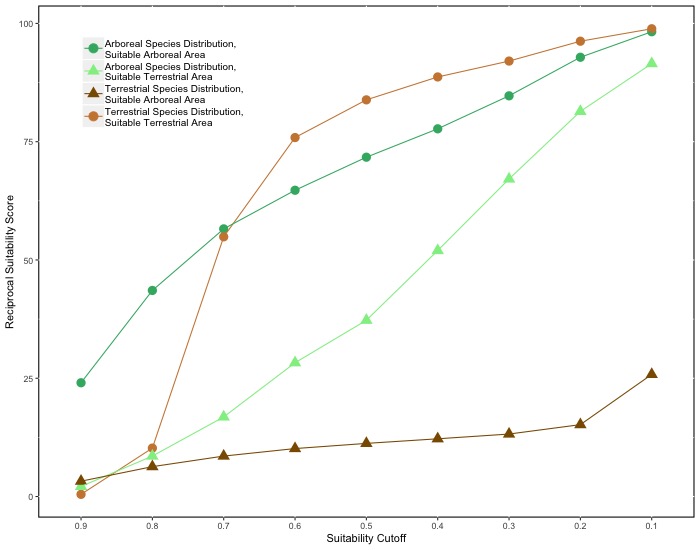 100
75
50
25
0
Reciprocal Suitability Score
Arboreal Species Distribution,
Suitable Arboreal Area
Arboreal Species Distribution,
Suitable Terrestrial Area
Terrestrial Species Distribution,
Suitable Arboreal Area
Terrestrial Species Distribution,
Suitable Terrestrial Area
0.9 0.8 0.7 0.6 0.5 0.4 0.3 0.2 0.1
Suitability Cutoff